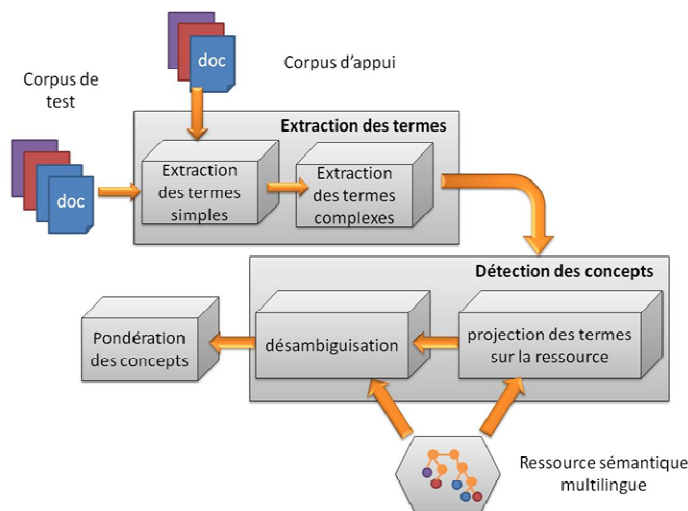 doc
Corpus d'appui
Corpus de
test
doc
Extraction des termes
Extraction
des termes
simples
Extraction
des termes
complexes
Détection des concepts
Pondération
des concepts
désambiguisation
projection des termes
sur la ressource
Ressource sémantique
multilingue